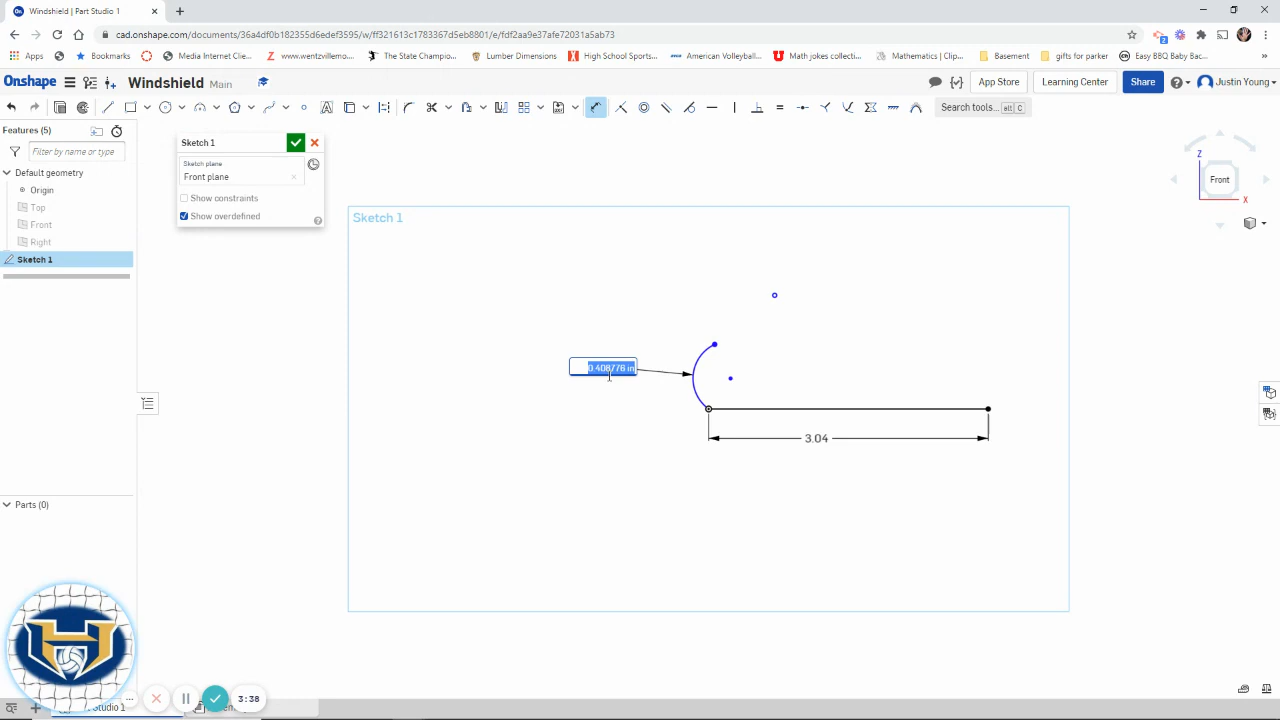 Windshield | Part Studio 1
cad.onshape.com/documents/36a4df0b182355d6edef3595/w/ff321613c1783367d5eb8801/e/fdf2aa9e37afe72031a5cd73
Apps
Bookmarks
Media Internet Clie...
www.wentzvillemo...
The State Champio...
Lumber Dimensions
High School Sports...
American Volleyball...
Math jokes collecti...
Mathematics | Clip...
Basement
gifts for parker
Easy BBQ Baby Bac...
Onshape
Windshield Main
App Store
Learning Center
Share
Justin Young
Search tools... alt C
Features (5)
Filter by name or type
Default geometry
Origin
Top
Front
Right
Sketch 1
Parts (0)
Sketch 1
Sketch plane
Front plane
Show constraints
Show overdefined
Sketch 1
0.408776 in
3.04
Z
Front
X
3:38
Studio 1